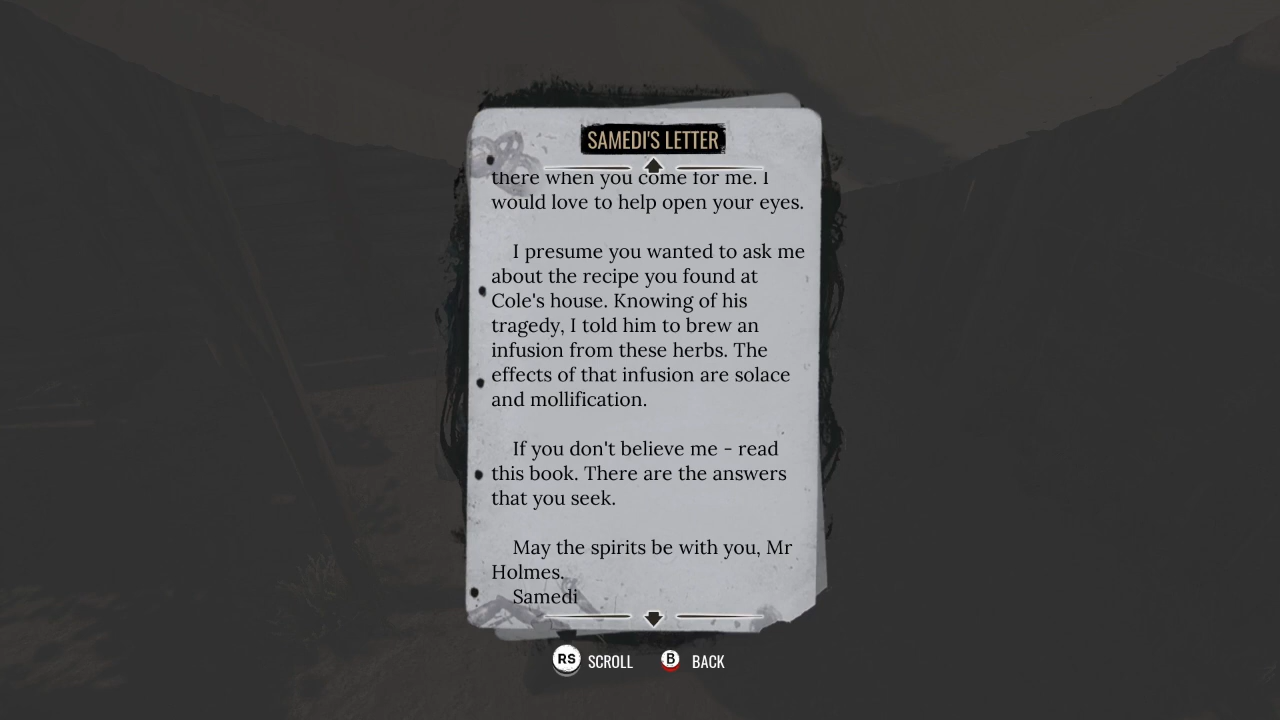 SAMEDI'S LETTER
there when you come for me. I
would love to help open your eyes.
I presume you wanted to ask me
about the recipe you found at
Cole's house. Knowing of his
tragedy, I told him to brew an
infusion from these herbs. The
effects of that infusion are solace
and mollification.
If you don't believe me - read
this book. There are the answers
that you seek.
May the spirits be with you, Mr
Holmes.
Samedi
RS SCROLL B BACK